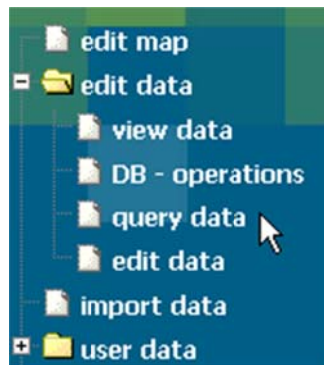 edit map
edit data
view data
DB - operations
query data
edit data
import data
user data